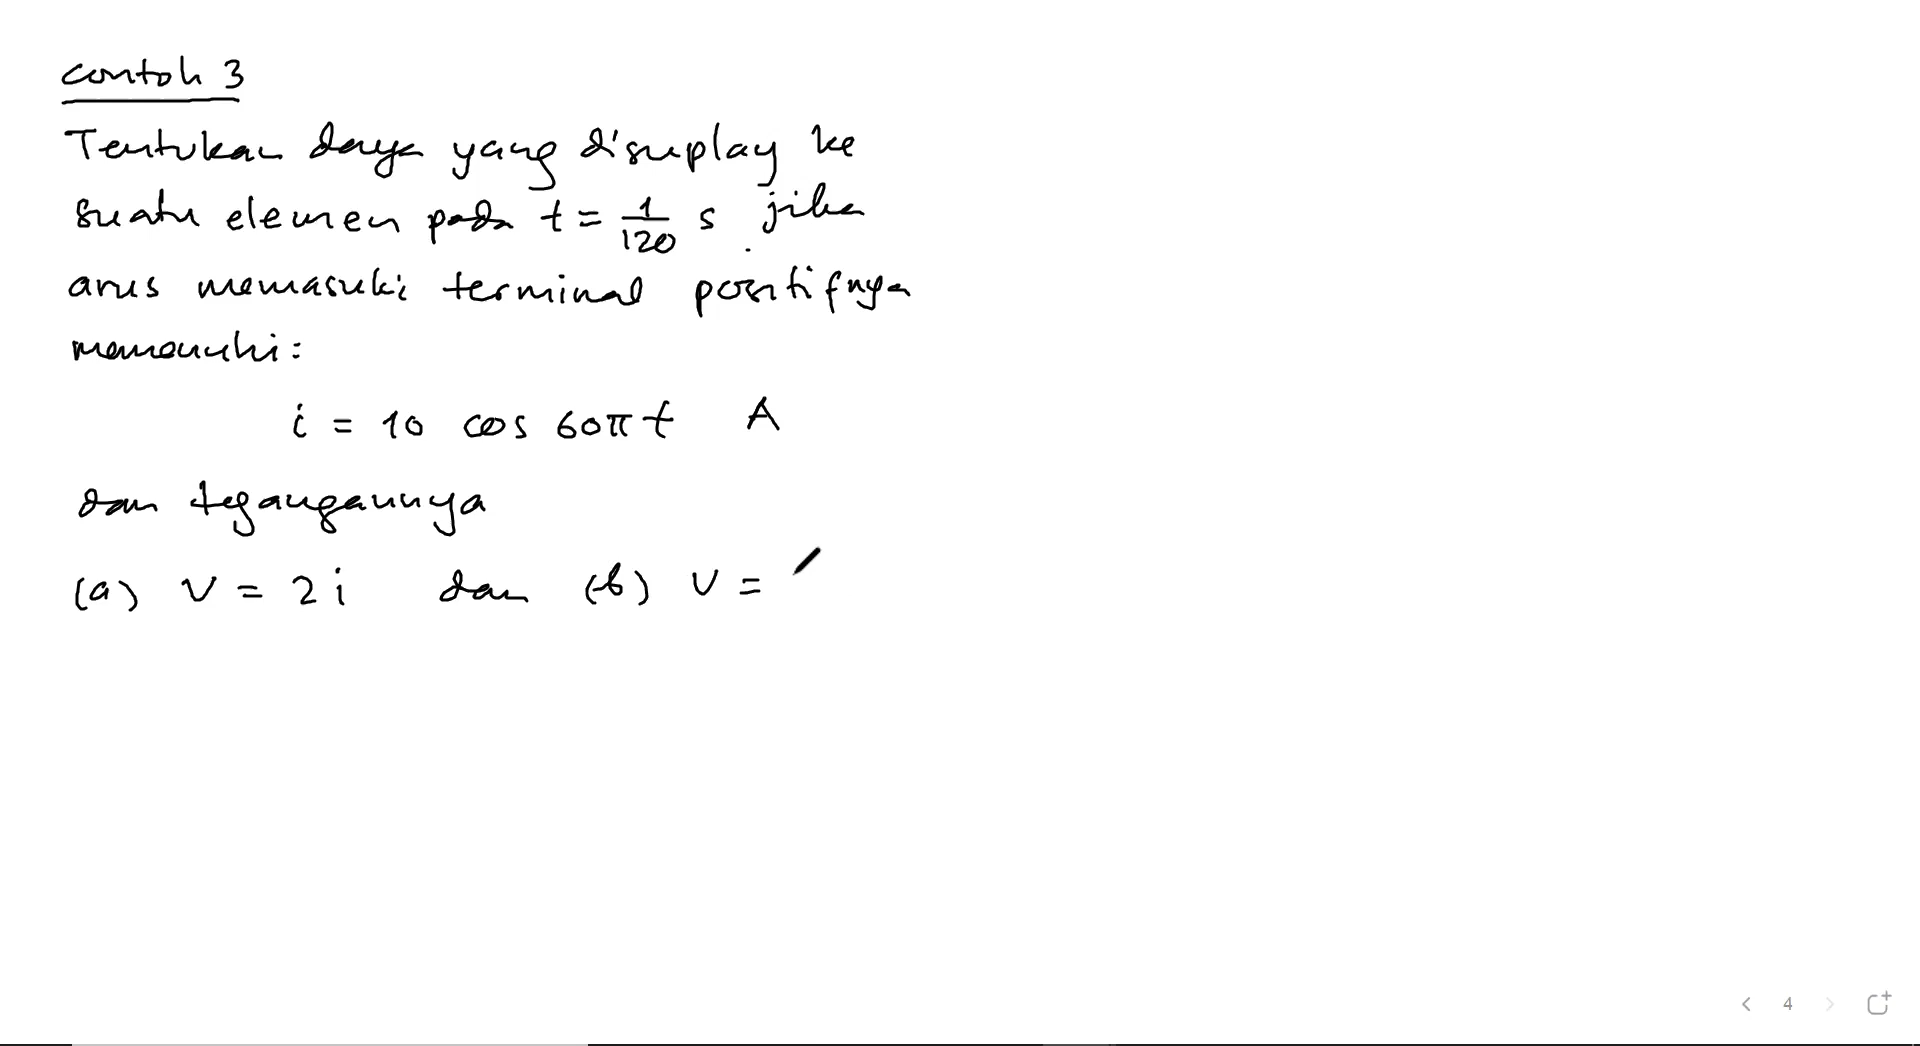 Contoh 3
Tentukan daya yang disuplay ke
suatu elemen pada t = 1/120 s jika
arus memasuki terminal positifnya
memenuhi:
i = 10 cos 60πt A
dan tegangannya
(a) v = 2i dan (b) v =
4